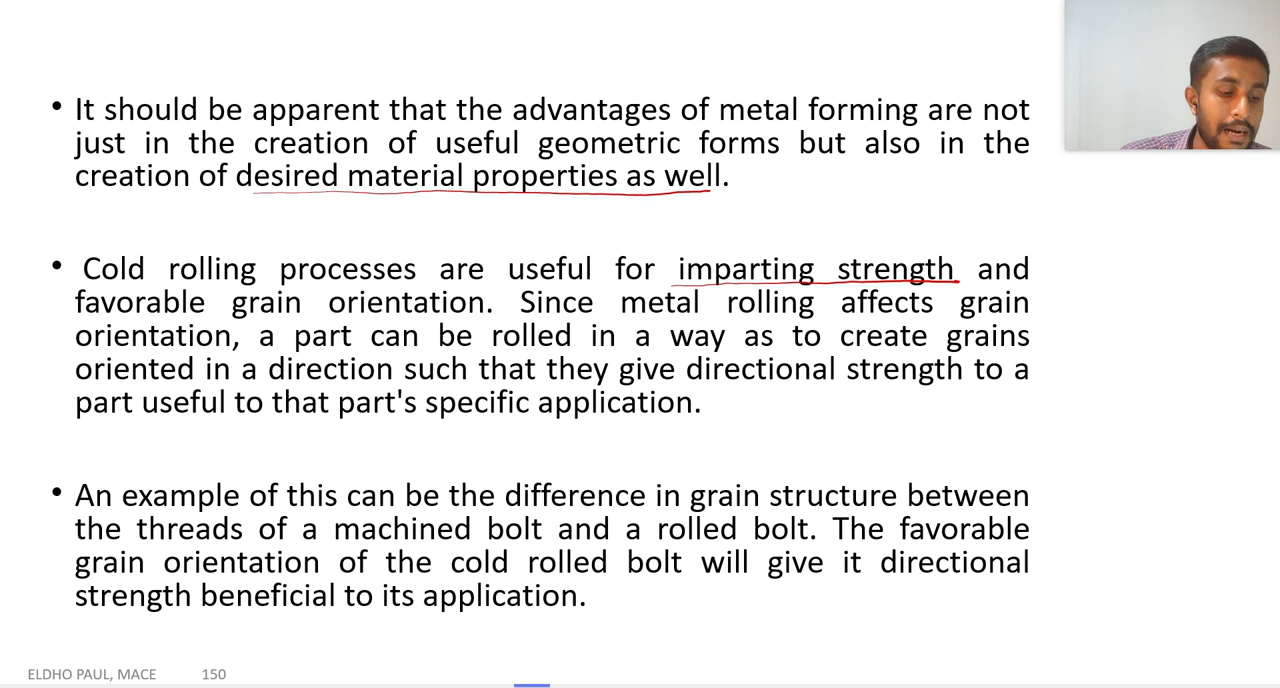 • It should be apparent that the advantages of metal forming are not
just in the creation of useful geometric forms but also in the
creation of desired material properties as well.
• Cold rolling processes are useful for imparting strength and
favorable grain orientation. Since metal rolling affects grain
orientation, a part can be rolled in a way as to create grains
oriented in a direction such that they give directional strength to a
part useful to that part's specific application.
• An example of this can be the difference in grain structure between
the threads of a machined bolt and a rolled bolt. The favorable
grain orientation of the cold rolled bolt will give it directional
strength beneficial to its application.
ELDHO PAUL, MACE 150